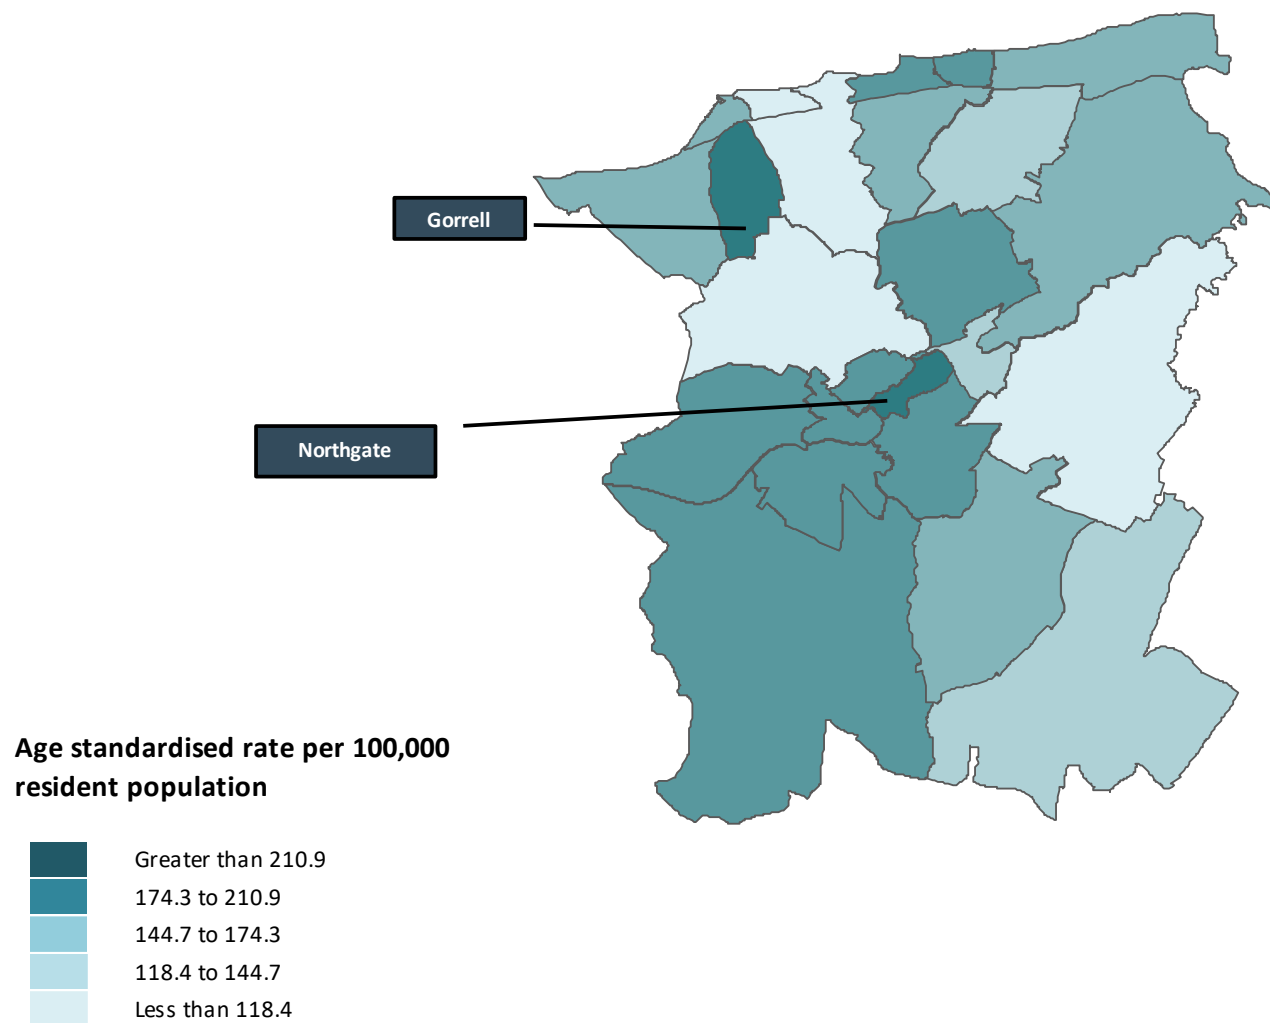 Gorrell
Northgate
Age standardised rate per 100,000
resident population
Greater than 210.9
174.3 to 210.9
144.7 to 174.3
118.4 to 144.7
Less than 118.4